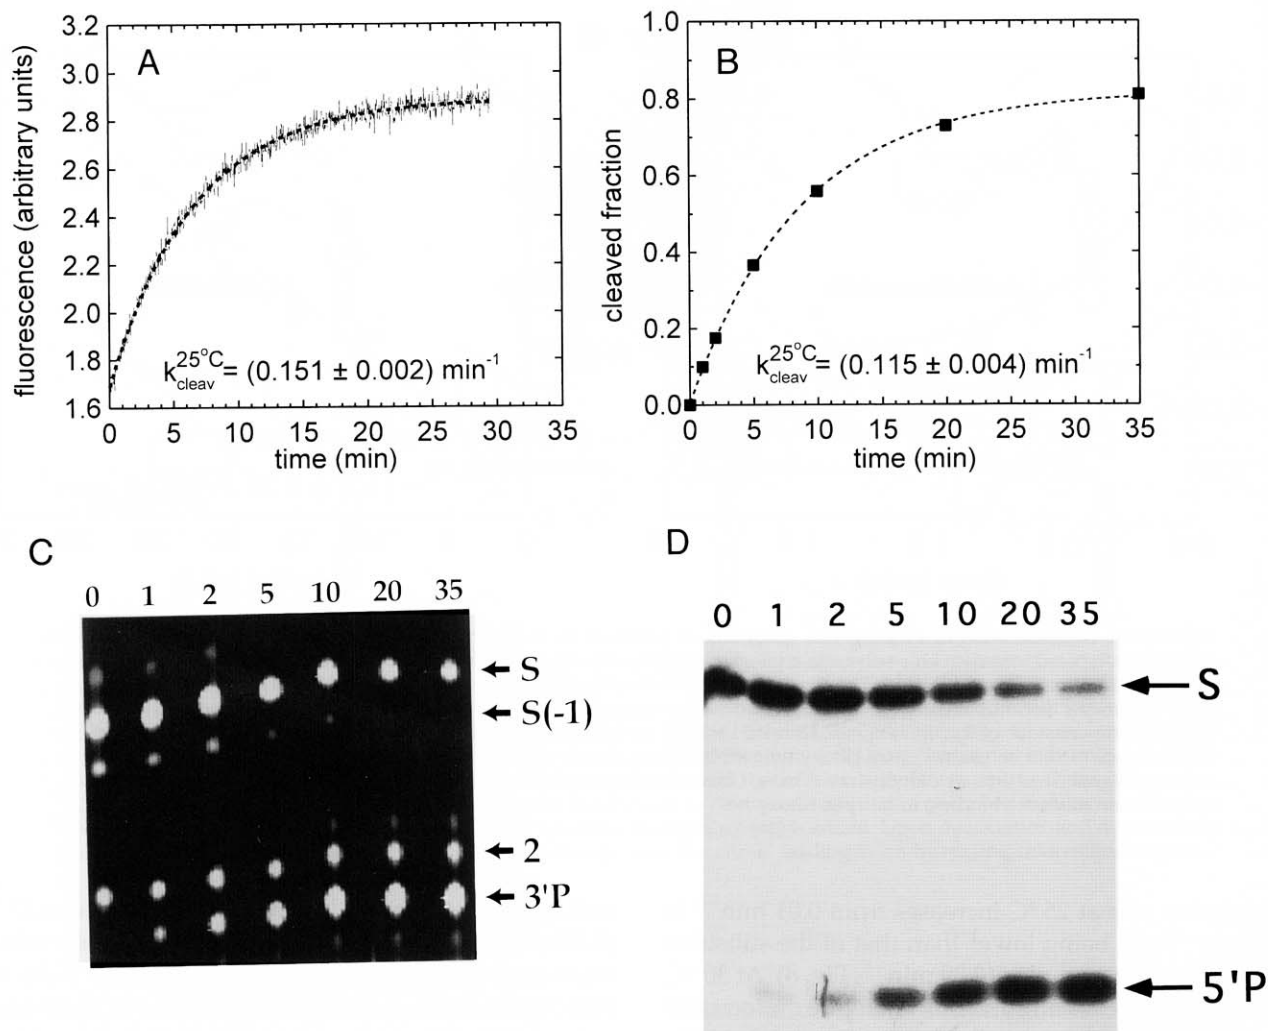 A
fluorescence (arbitrary units)
3.2
3.0
2.8
2.6
2.4
2.2
2.0
1.8
1.6
k25°C cleav = (0.151 ± 0.002) min-1
0 5 10 15 20 25 30 35
time (min)
B
cleaved fraction
1.0
0.8
0.6
0.4
0.2
0.0
k25°C cleav = (0.115 ± 0.004) min-1
0 5 10 15 20 25 30 35
time (min)
C
0 1 2 5 10 20 35
S
S(-1)
2
3'P
D
0 1 2 5 10 20 35
S
5'P